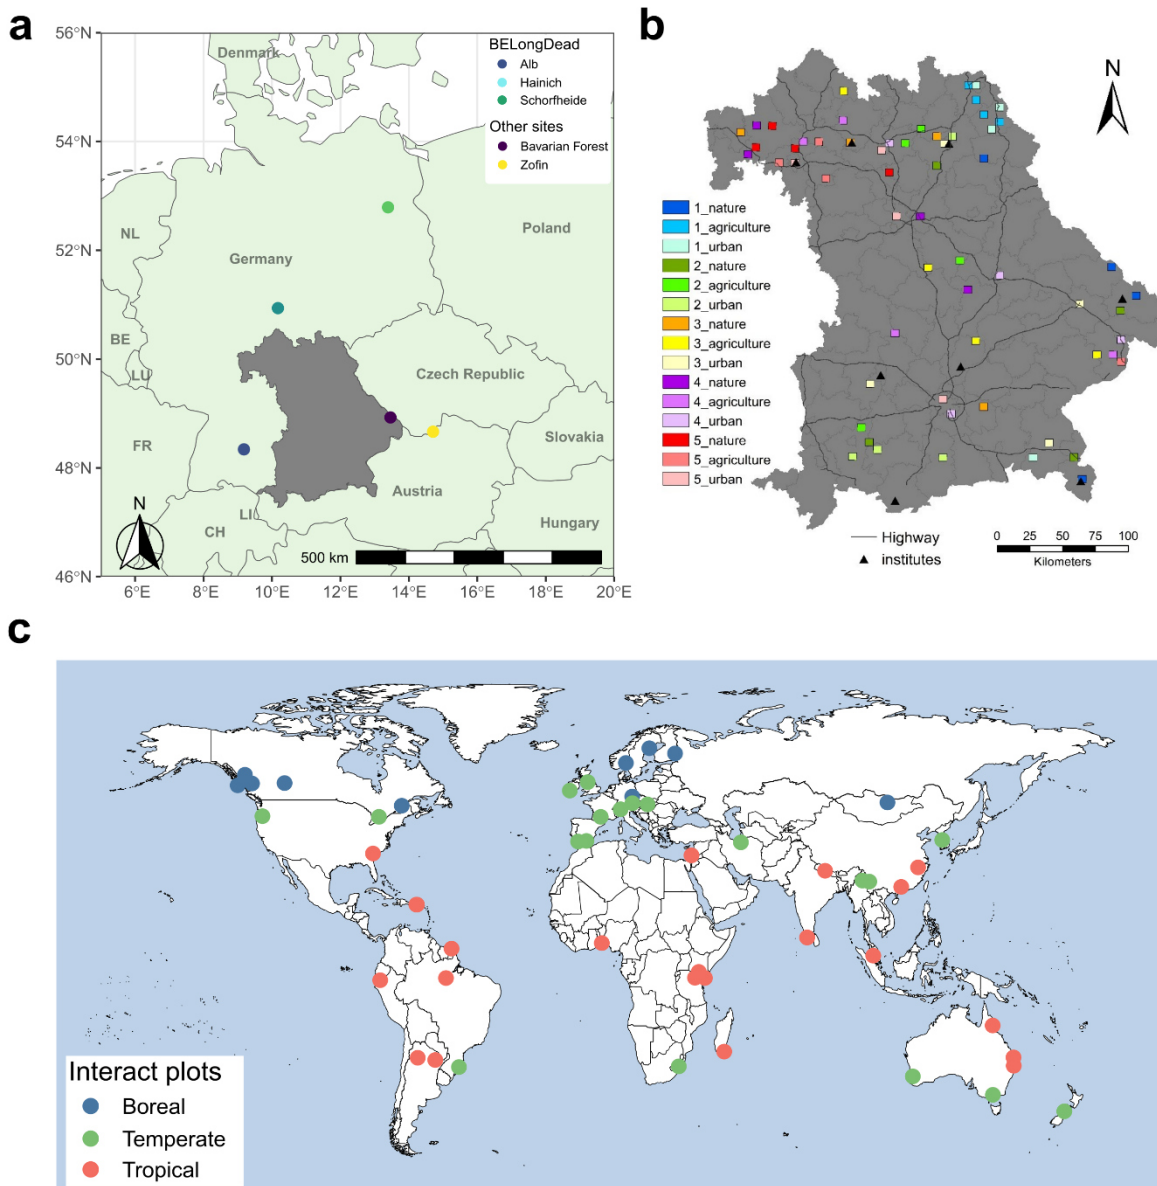 a
56°N
54°N
52°N
50°N
48°N
46°N
6°E
8°E
10°E
12°E
14°E
16°E
18°E
20°E
Denmark
NL
Germany
Poland
BE
LU
Czech Republic
FR
Slovakia
Austria
LI
CH
Hungary
N
500 km
BELongDead
Alb
Hainich
Schorfheide
Other sites
Bavarian Forest
Zofin
b
N
1_nature
1_agriculture
1_urban
2_nature
2_agriculture
2_urban
3_nature
3_agriculture
3_urban
4_nature
4_agriculture
4_urban
5_nature
5_agriculture
5_urban
Highway
institutes
0 25 50 75 100
Kilometers
c
Interact plots
Boreal
Temperate
Tropical